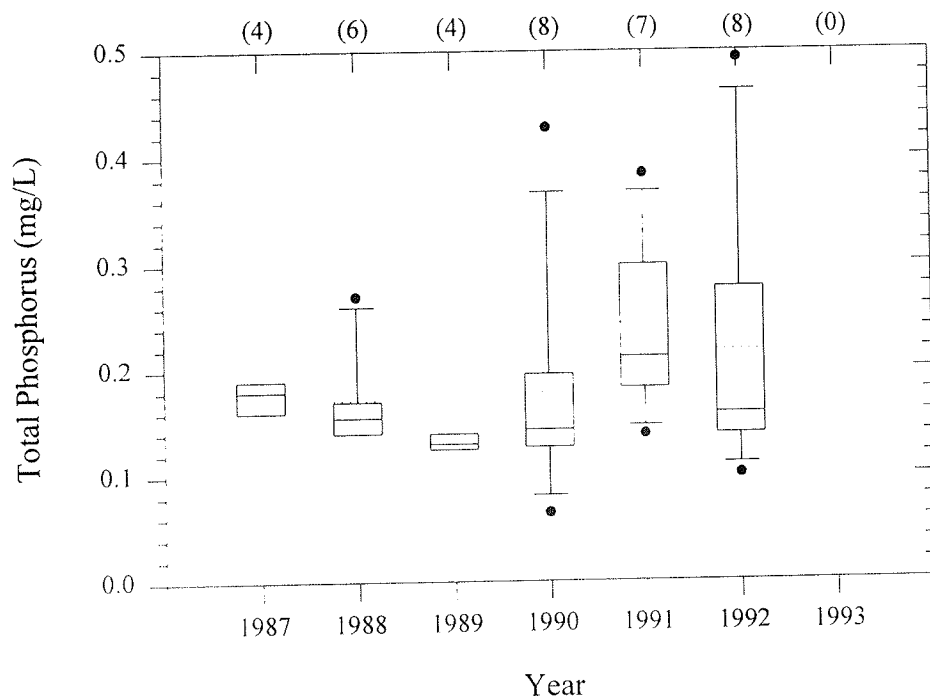 (4) (6) (4) (8) (7) (8) (0)
0.5
0.4
0.3
0.2
0.1
0.0
Total Phosphorus (mg/L)
1987 1988 1989 1990 1991 1992 1993
Year